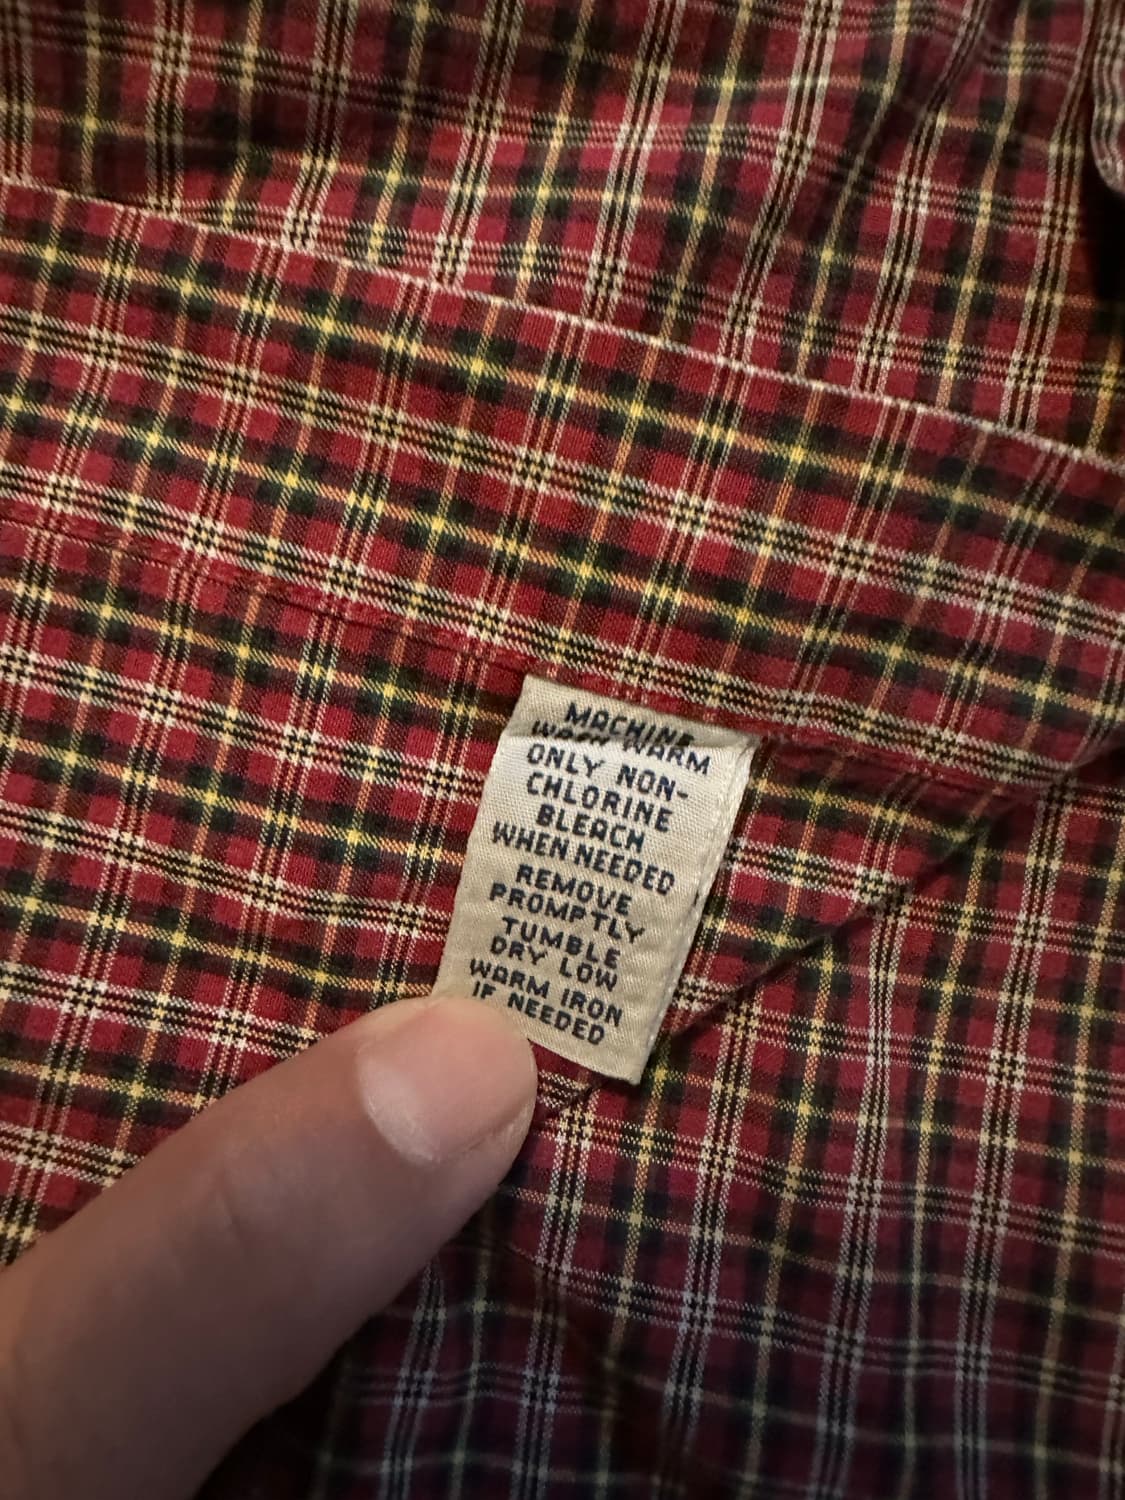 MACHINE
WASH WARM
ONLY NON-
CHLORINE
BLEACH
WHEN NEEDED
REMOVE
PROMPTLY
TUMBLE
DRY LOW
WARM IRON
IF NEEDED